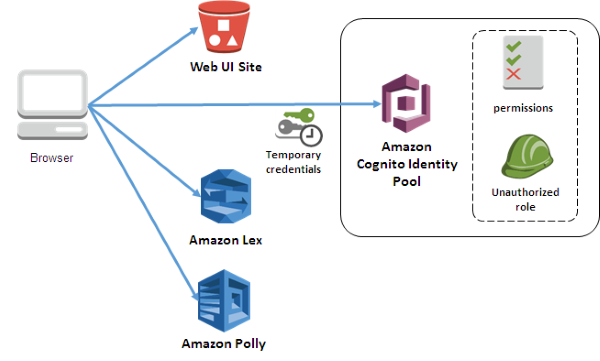 Web UI Site
Browser
Temporary
credentials
Amazon
Cognito Identity
Pool
permissions
Unauthorized
role
Amazon Lex
Amazon Polly